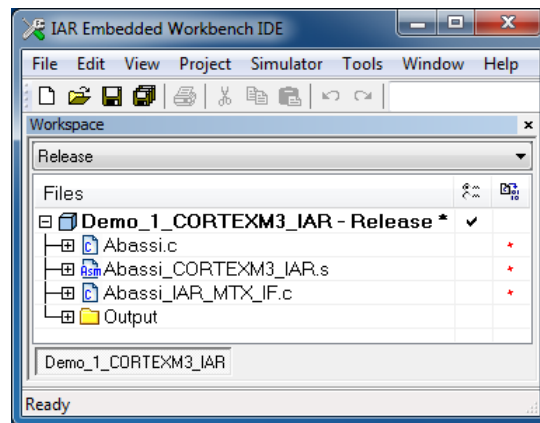 IAR Embedded Workbench IDE
File Edit View Project Simulator Tools Window Help
Workspace
Release
Files
Demo_1_CORTEXM3_IAR - Release *
Abassi.c
Abassi_CORTEXM3_IAR.s
Abassi_IAR_MTX_IF.c
Output
Demo_1_CORTEXM3_IAR
Ready